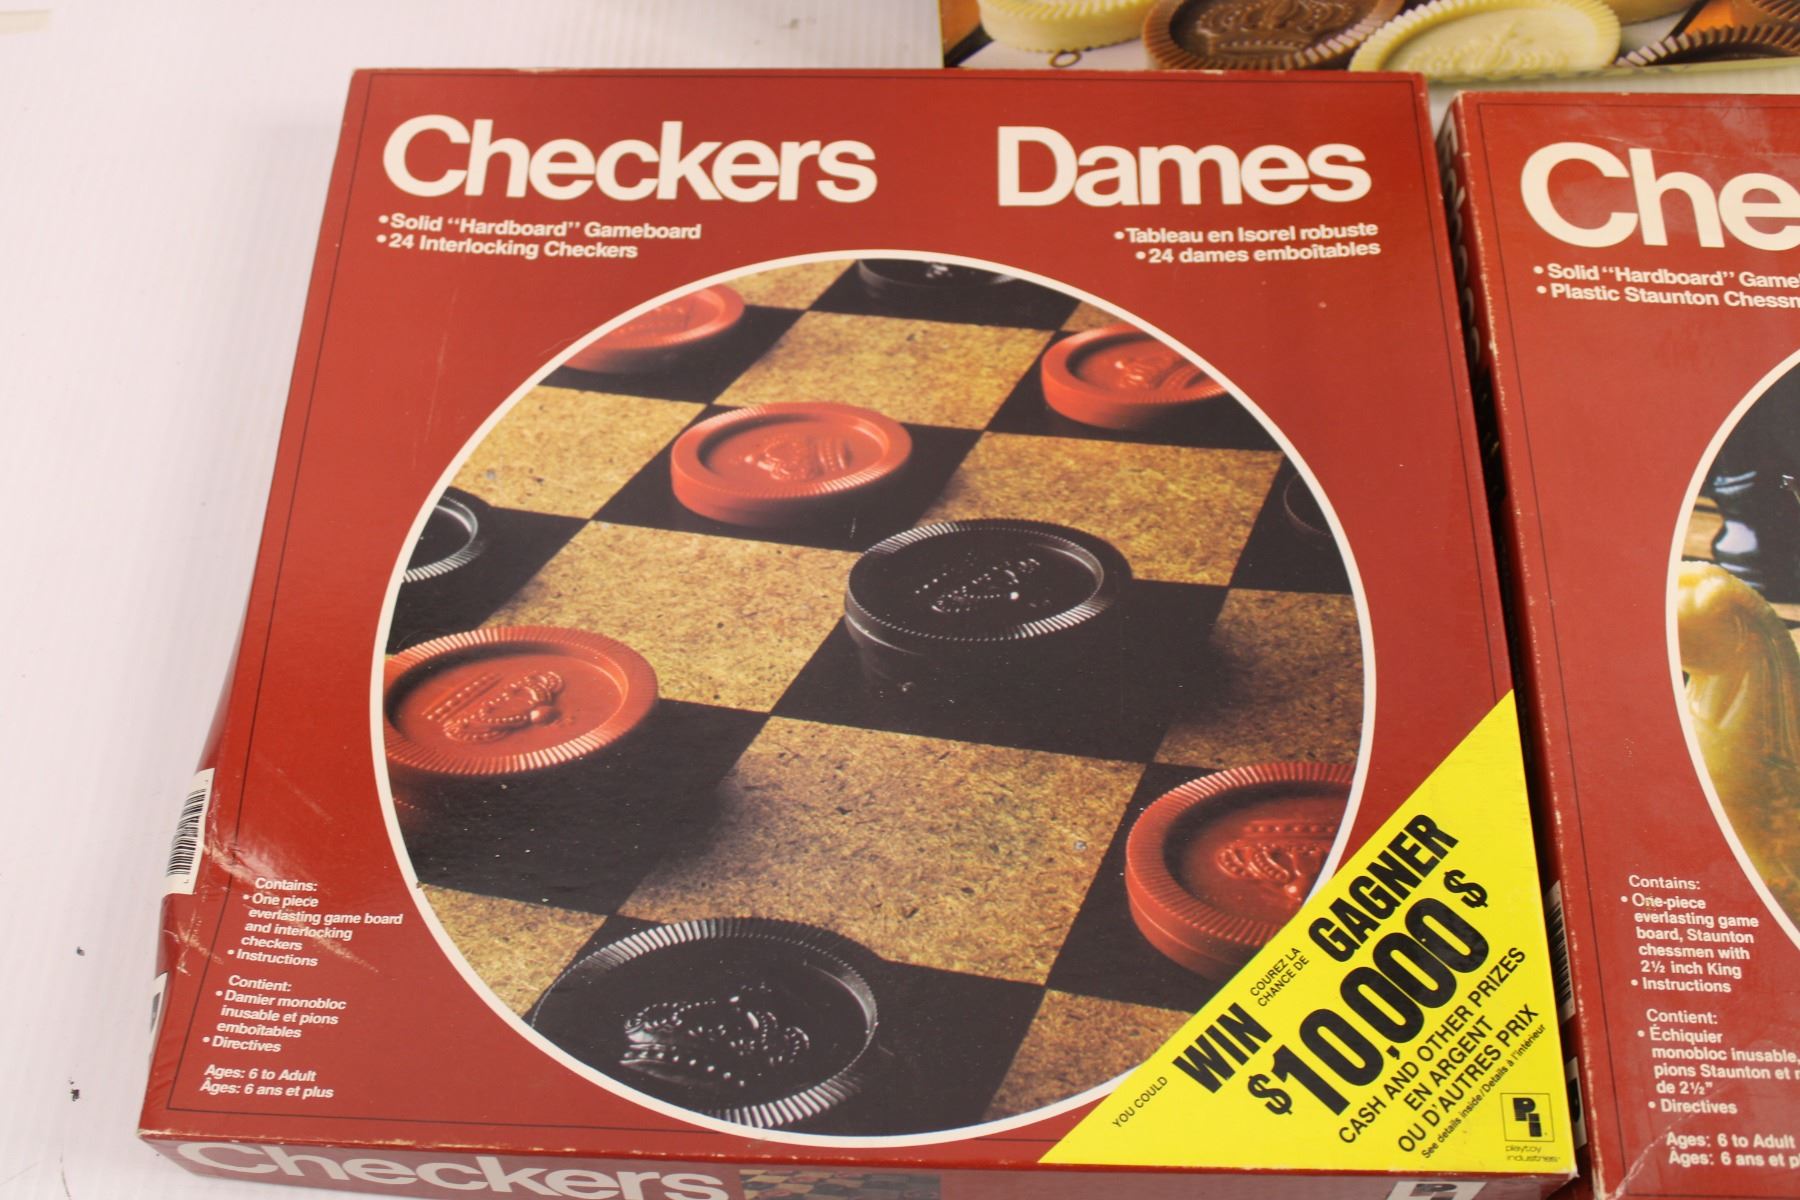 Checkers
Dames
• Solid "Hardboard" Gameboard
• 24 Interlocking Checkers
• Tableau en Isorel robuste
• 24 dames emboîtables
Contains:
• One piece
everlasting game board
and interlocking
checkers
• Instructions
Contient:
• Damier monobloc
inusable et pions
emboîtables
• Directives
Ages: 6 to Adult
Âges: 6 ans et plus
YOU COULD
WIN
COUREZ LA
CHANCE DE
GAGNER
$10,000$
CASH AND OTHER PRIZES
EN ARGENT
OU D'AUTRES PRIX
See details inside/Détails à l'intérieur
playtoy
industries
Checkers
Che
• Solid "Hardboard"
• Plastic Staunton
Contains:
• One-piece
everlasting game
board, Staunton
chessmen with
2½ inch King
• Instructions
Contient:
• Échiquier
monobloc inusable,
pions Staunton et
de 2½"
• Directives
Ages: 6 to Adult
Âges: 6 ans et